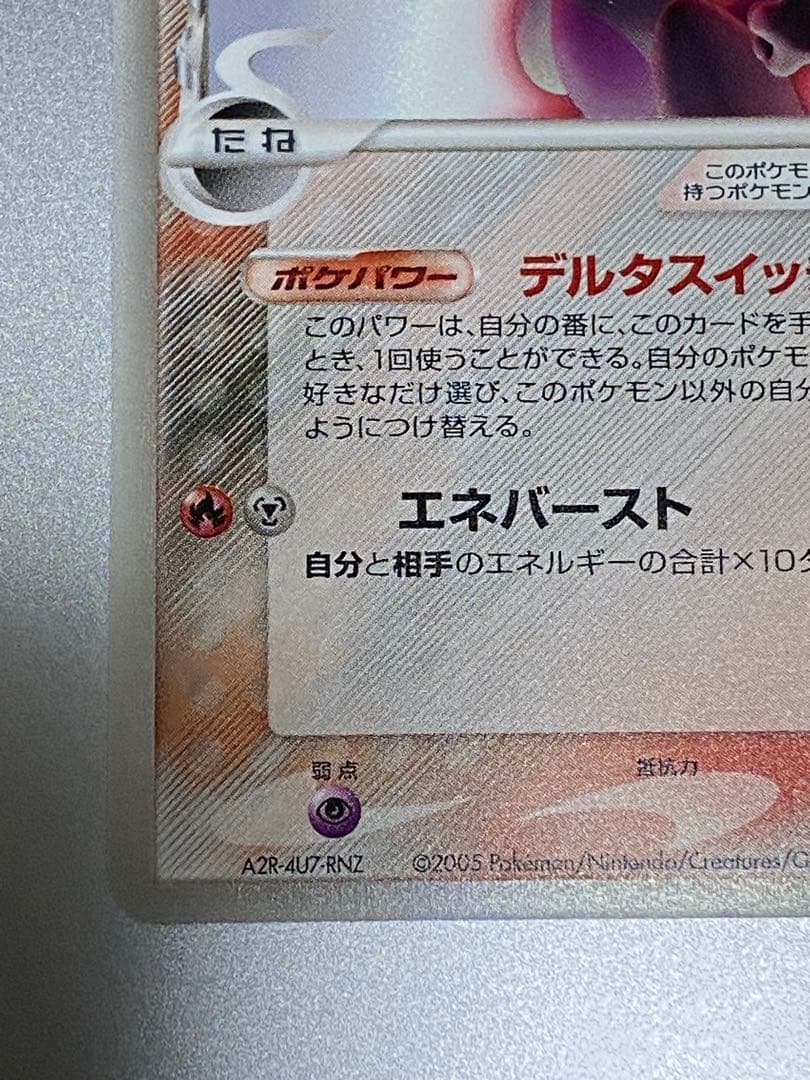 たね
このポケモ
持つポケモン
ポケパワー デルタスイッ
このパワーは、自分の番に、このカードを手
とき、1回使うことができる。自分のポケモ
好きなだけ選び、このポケモン以外の自分
ようにつけ替える。
エネバースト
自分と相手のエネルギーの合計×10ダ
弱点 抵抗力
A2R-4U7-RNZ ©2005 Pokémon/Nintendo/Creatures/G